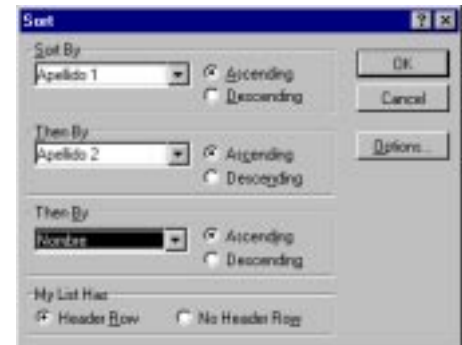 Sort
Sort By
Apellido 1
Ascending
Descending
OK
Cancel
Options...
Then By
Apellido 2
Ascending
Descending
Then By
Nombre
Ascending
Descending
My List Has
Header Row
No Header Row